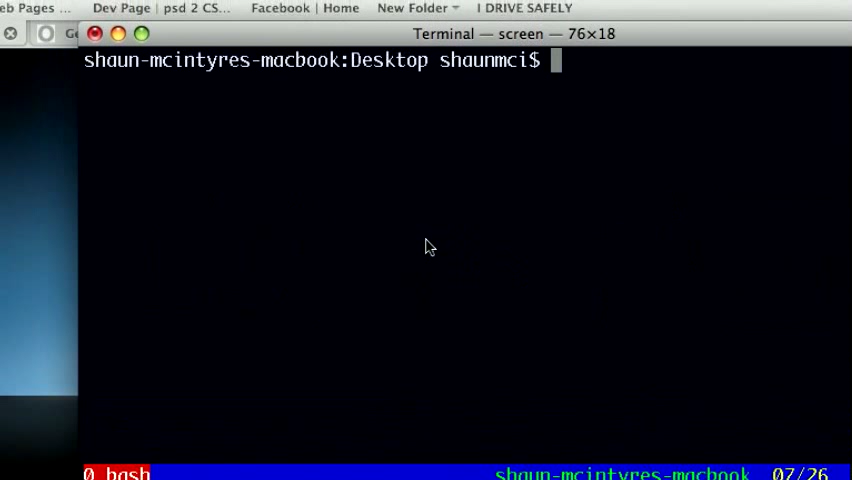 eb Pages ... Dev Page | psd 2 CS... Facebook | Home New Folder I DRIVE SAFELY
Ge
Terminal — screen — 76×18
shaun-mcintyres-macbook:Desktop shaunmci$
0 bash shaun-mcintyres-macbook 07/26